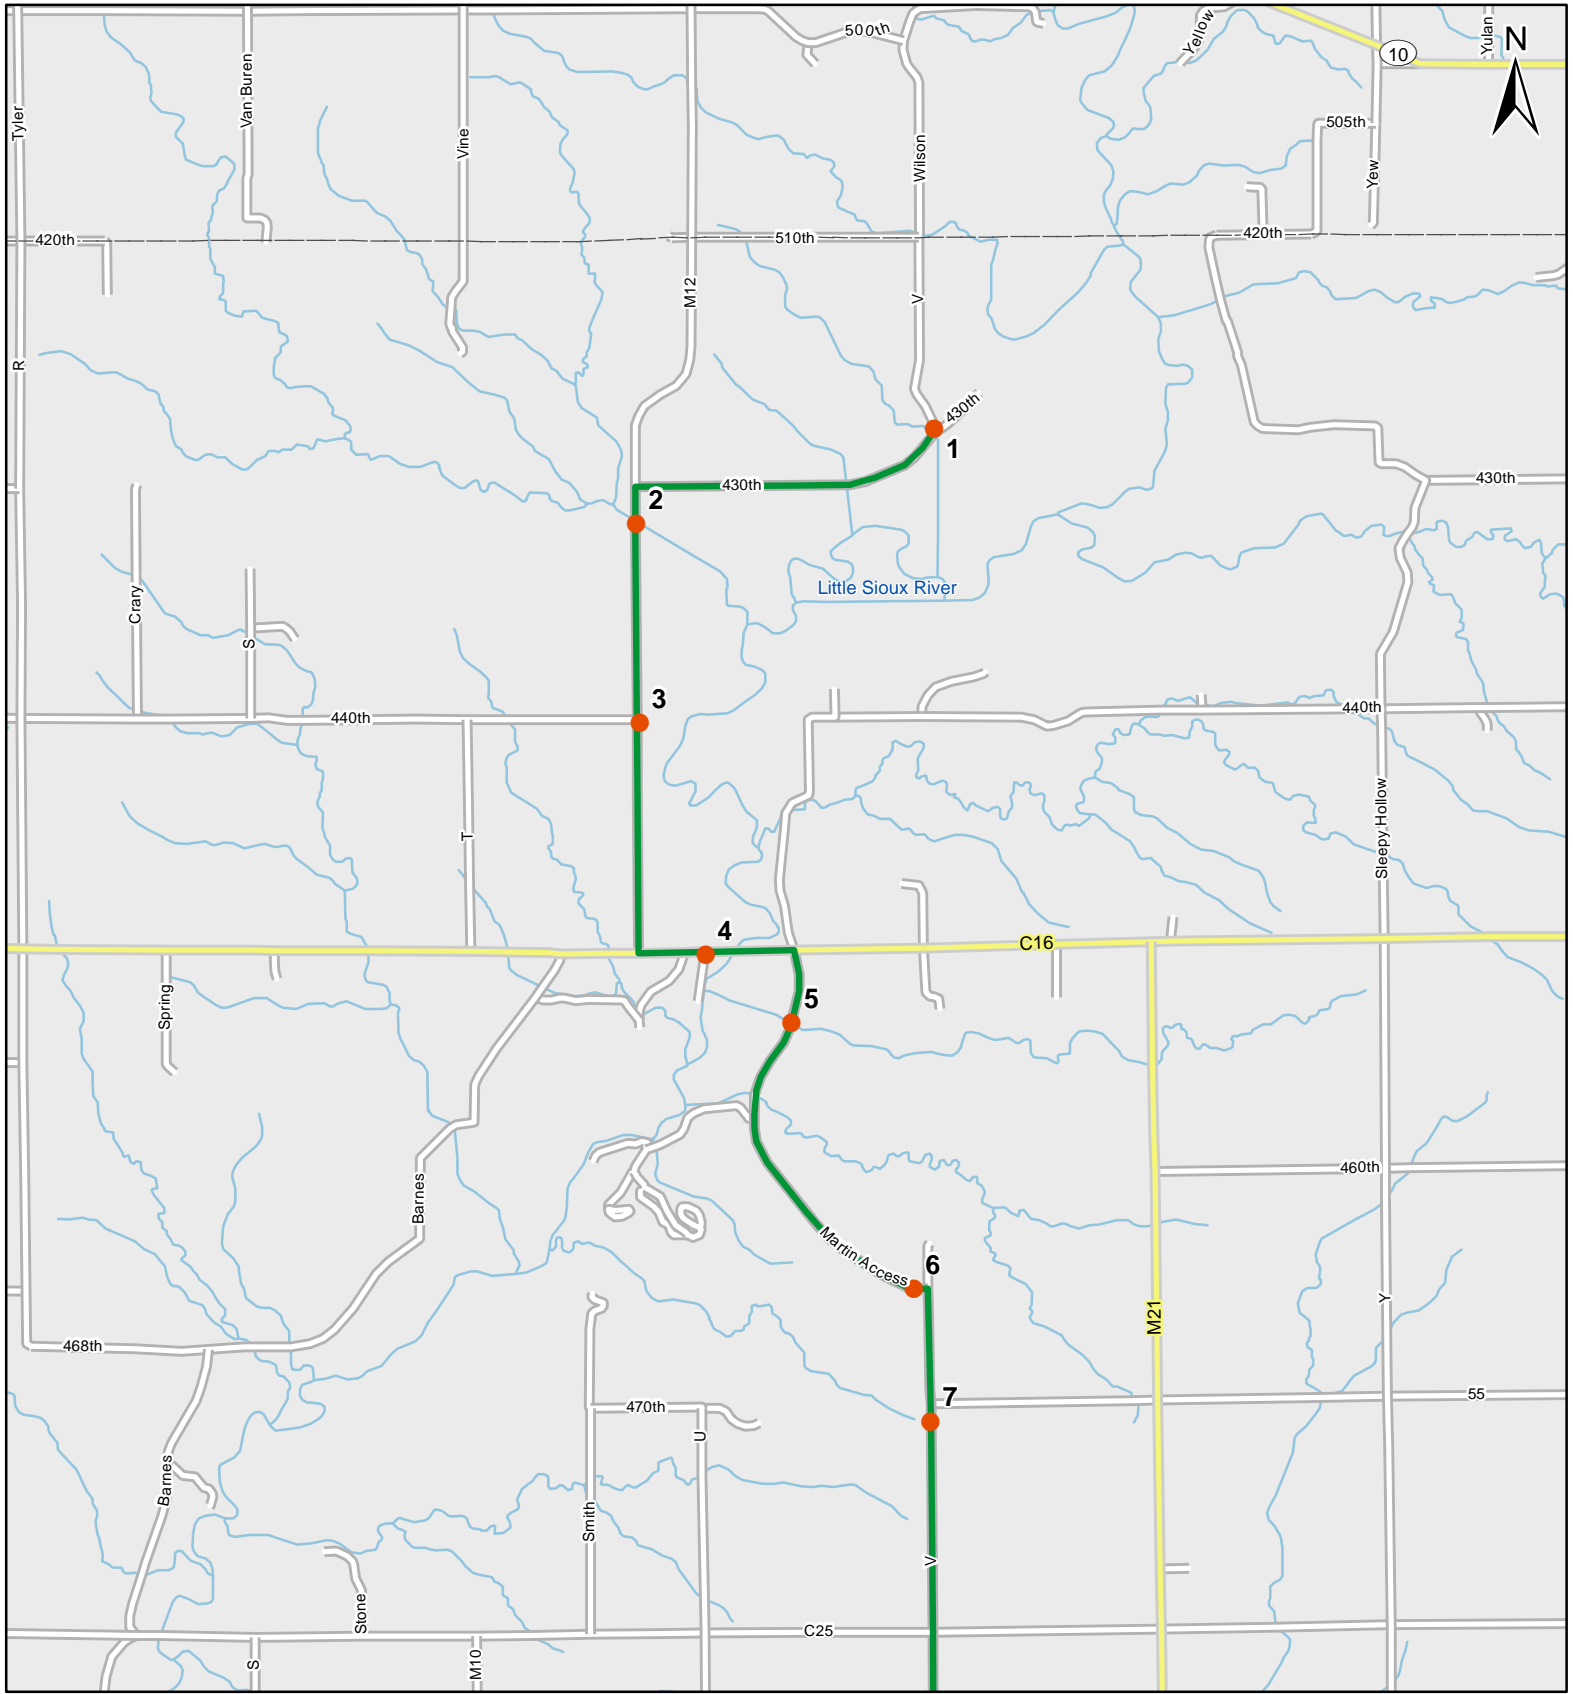 500th
Yellow
Yulan
N
10
Tyler
Van Buren
Vine
Wilson
505th
Yew
420th
510th
420th
M12
V
R
430th
1
430th
2
430th
Little Sioux River
Crary
S
3
440th
440th
T
Sleepy Hollow
4
C16
Spring
5
Barnes
460th
Martin Access
6
Y
M21
468th
7
55
470th
U
Barnes
Smith
V
Stone
C25
S
M10